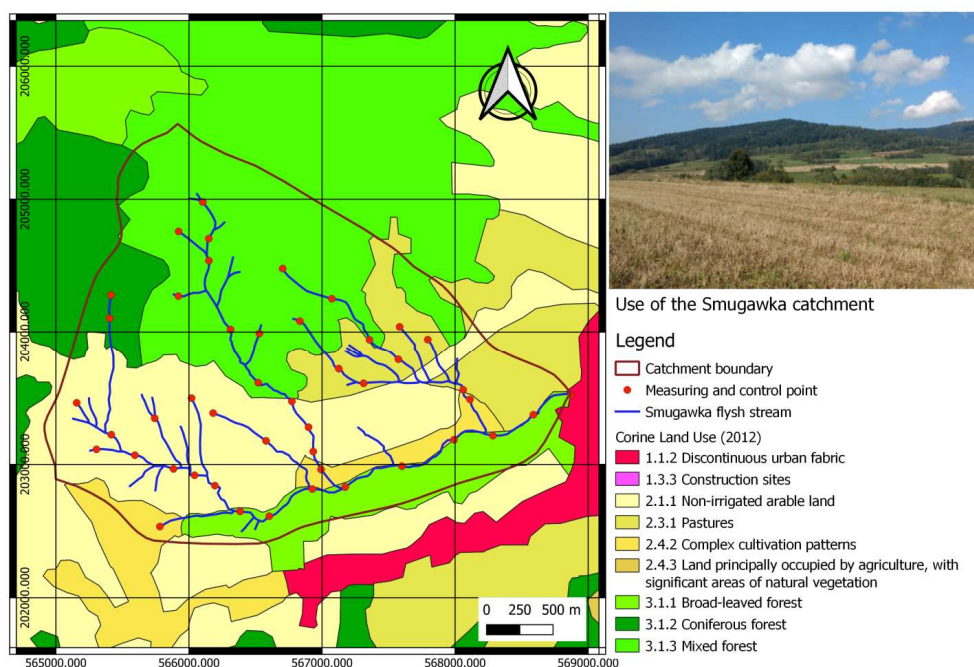 206000.000
205000.000
204000.000
203000.000
202000.000
565000.000
566000.000
567000.000
568000.000
569000.000
0 250 500 m
Use of the Smugawka catchment
Legend
Catchment boundary
Measuring and control point
Smugawka flysh stream
Corine Land Use (2012)
1.1.2 Discontinuous urban fabric
1.3.3 Construction sites
2.1.1 Non-irrigated arable land
2.3.1 Pastures
2.4.2 Complex cultivation patterns
2.4.3 Land principally occupied by agriculture, with
significant areas of natural vegetation
3.1.1 Broad-leaved forest
3.1.2 Coniferous forest
3.1.3 Mixed forest